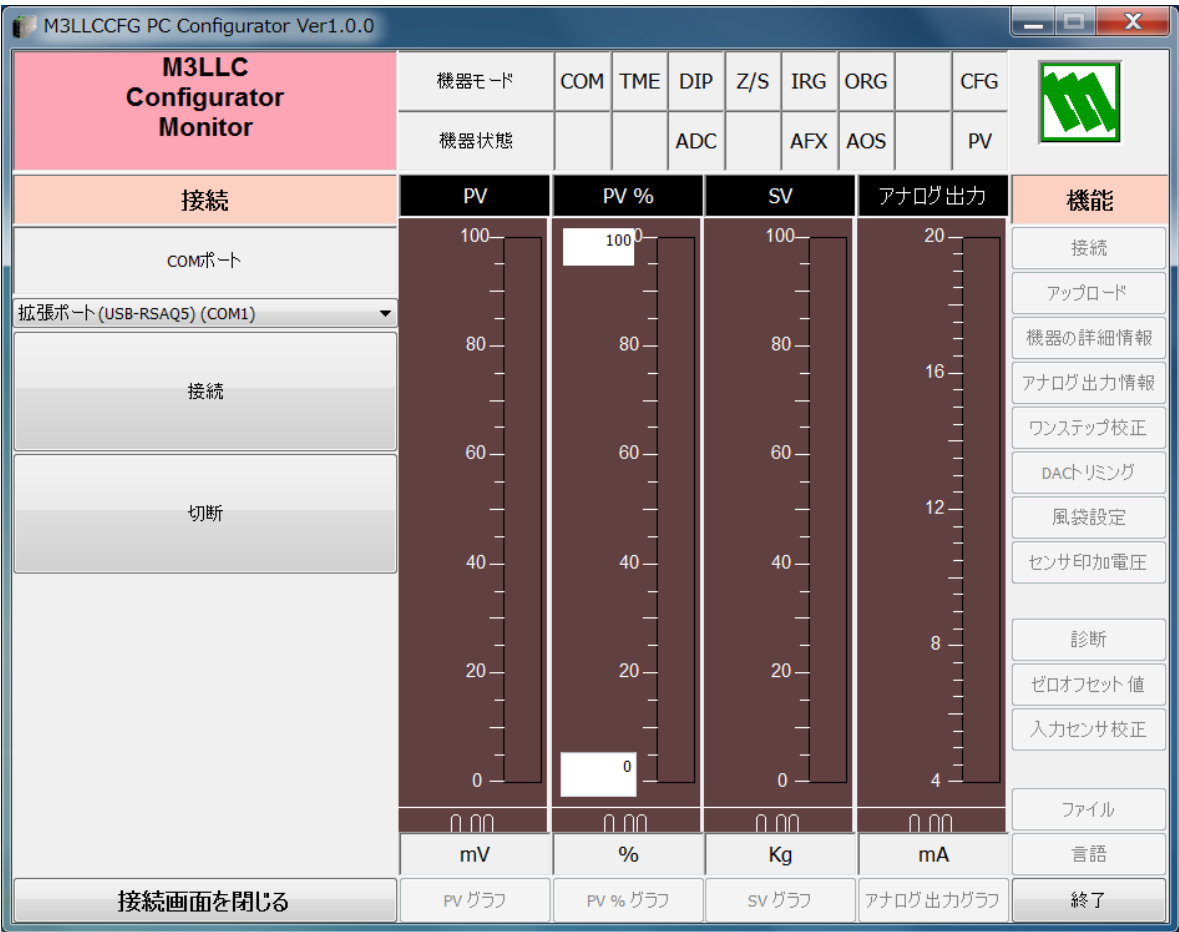 M3LLCCFG PC Configurator Ver1.0.0
M3LLC
Configurator
Monitor
機器モード COM TME DIP Z/S IRG ORG CFG
機器状態 ADC AFX AOS PV
接続
COMポート
拡張ポート(USB-RSAQ5) (COM1)
接続
切断
接続画面を閉じる
PV
100
80
60
40
20
0
0.00
mV
PV グラフ
PV %
100
80
60
40
20
0
0.00
%
PV % グラフ
SV
100
80
60
40
20
0
0.00
Kg
SV グラフ
アナログ出力
20
16
12
8
4
0.00
mA
アナログ出力グラフ
機能
接続
アップロード
機器の詳細情報
アナログ出力情報
ワンステップ校正
DACトリミング
風袋設定
センサ印加電圧
診断
ゼロオフセット値
入力センサ校正
ファイル
言語
終了